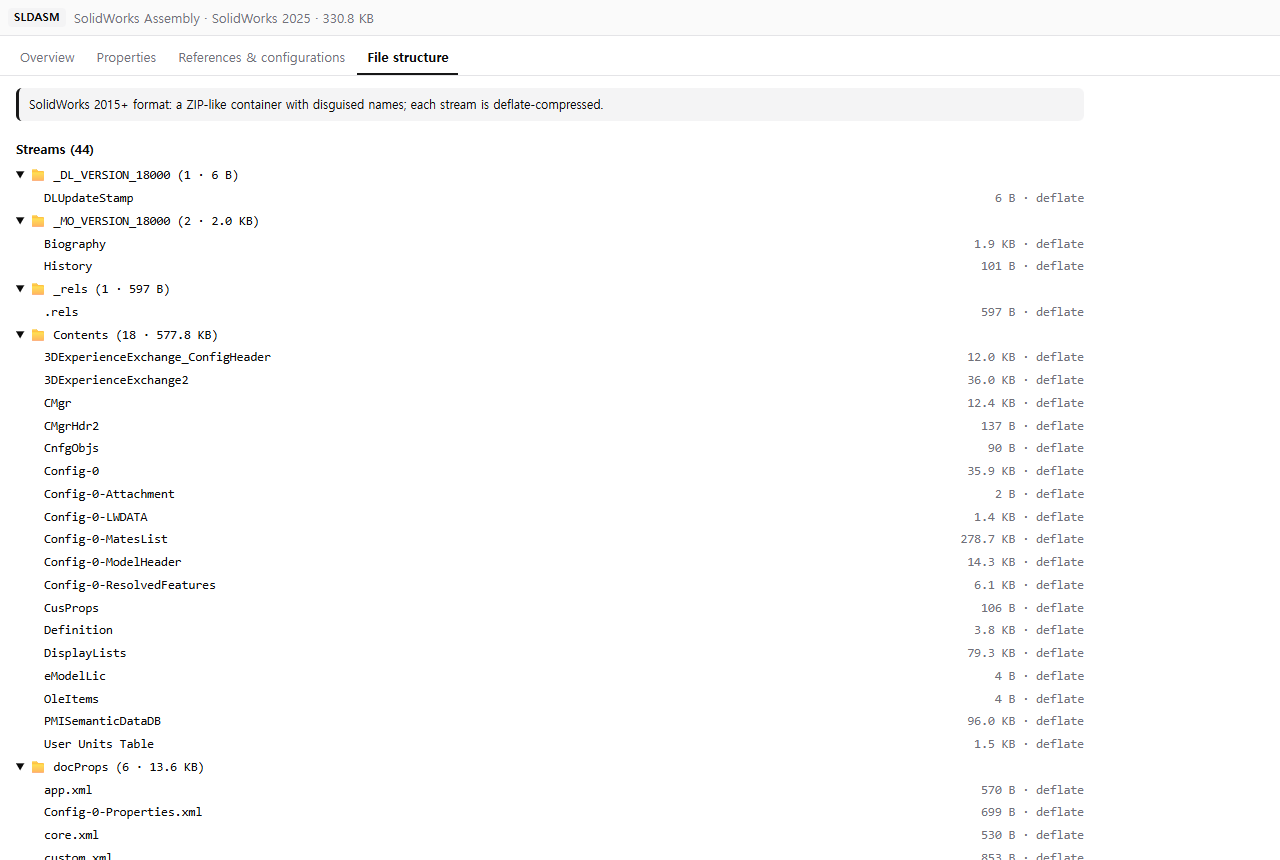 SLDASM SolidWorks Assembly · SolidWorks 2025 · 330.8 KB
Overview Properties References & configurations File structure
SolidWorks 2015+ format: a ZIP-like container with disguised names; each stream is deflate-compressed.
Streams (44)
_DL_VERSION_18000 (1 · 6 B)
DLUpdateStamp 6 B · deflate
_MO_VERSION_18000 (2 · 2.0 KB)
Biography 1.9 KB · deflate
History 101 B · deflate
_rels (1 · 597 B)
.rels 597 B · deflate
Contents (18 · 577.8 KB)
3DExperienceExchange_ConfigHeader 12.0 KB · deflate
3DExperienceExchange2 36.0 KB · deflate
CMgr 12.4 KB · deflate
CMgrHdr2 137 B · deflate
CnfgObjs 90 B · deflate
Config-0 35.9 KB · deflate
Config-0-Attachment 2 B · deflate
Config-0-LWDATA 1.4 KB · deflate
Config-0-MatesList 278.7 KB · deflate
Config-0-ModelHeader 14.3 KB · deflate
Config-0-ResolvedFeatures 6.1 KB · deflate
CusProps 106 B · deflate
Definition 3.8 KB · deflate
DisplayLists 79.3 KB · deflate
eModelLic 4 B · deflate
OleItems 4 B · deflate
PMISemanticDataDB 96.0 KB · deflate
User Units Table 1.5 KB · deflate
docProps (6 · 13.6 KB)
app.xml 570 B · deflate
Config-0-Properties.xml 699 B · deflate
core.xml 530 B · deflate
custom.xml 853 B · deflate